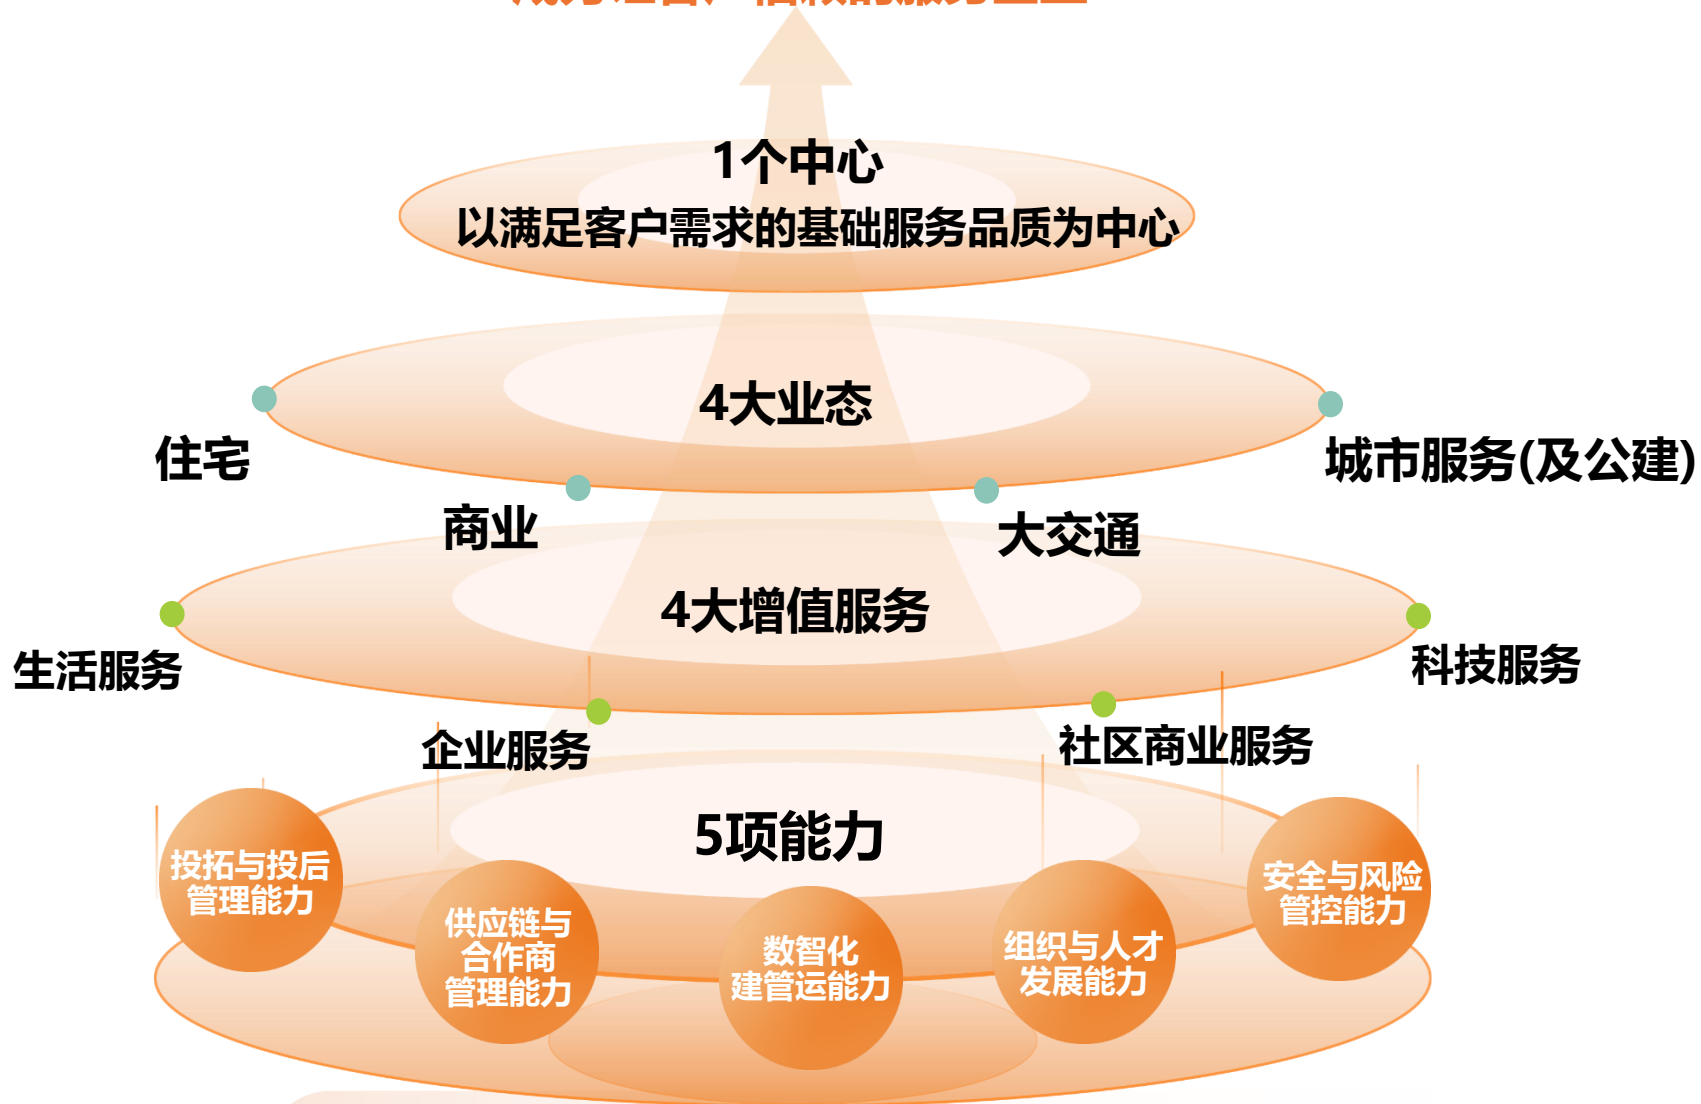 1个中心
以满足客户需求的基础服务品质为中心
4大业态
住宅
城市服务(及公建)
商业
大交通
4大增值服务
生活服务
科技服务
企业服务
社区商业服务
5项能力
投拓与投后
管理能力
供应链与
合作商
管理能力
数智化
建管运能力
组织与人才
发展能力
安全与风险
管控能力